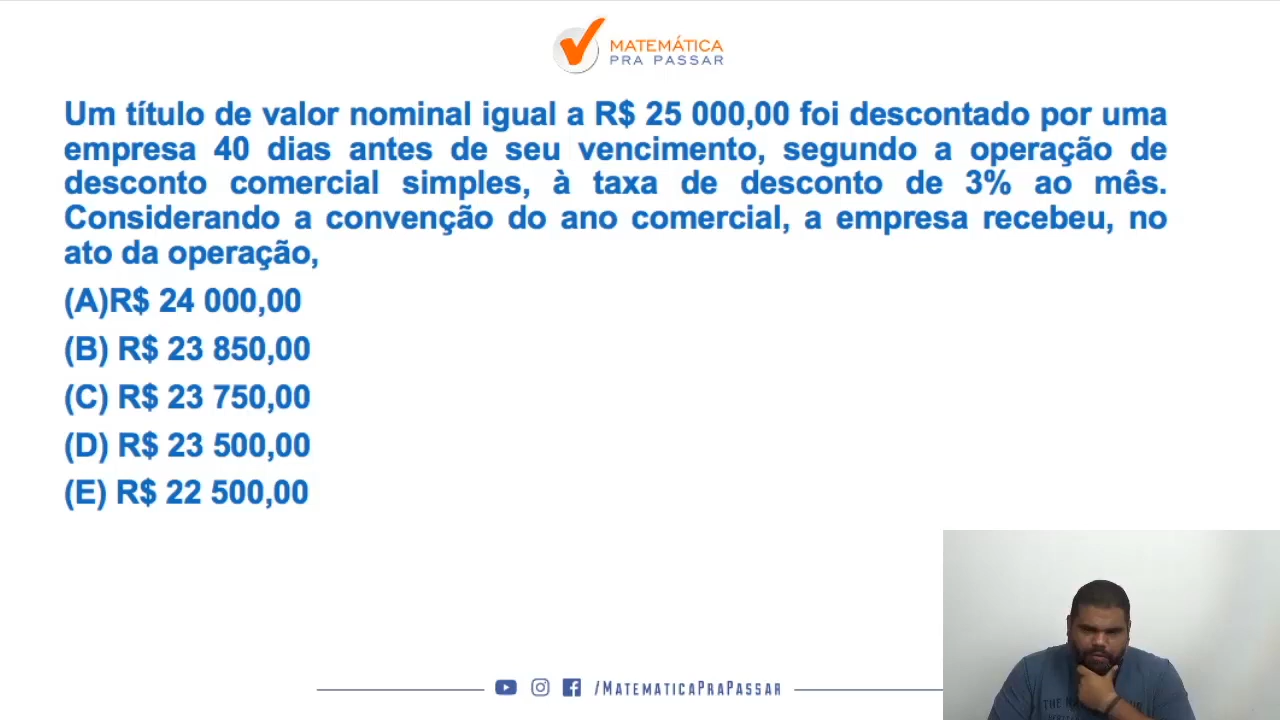 MATEMÁTICA
PRA PASSAR
Um título de valor nominal igual a R$ 25 000,00 foi descontado por uma
empresa 40 dias antes de seu vencimento, segundo a operação de
desconto comercial simples, à taxa de desconto de 3% ao mês.
Considerando a convenção do ano comercial, a empresa recebeu, no
ato da operação,
(A)R$ 24 000,00
(B) R$ 23 850,00
(C) R$ 23 750,00
(D) R$ 23 500,00
(E) R$ 22 500,00
/MATEMATICAPRAPASSAR
THE